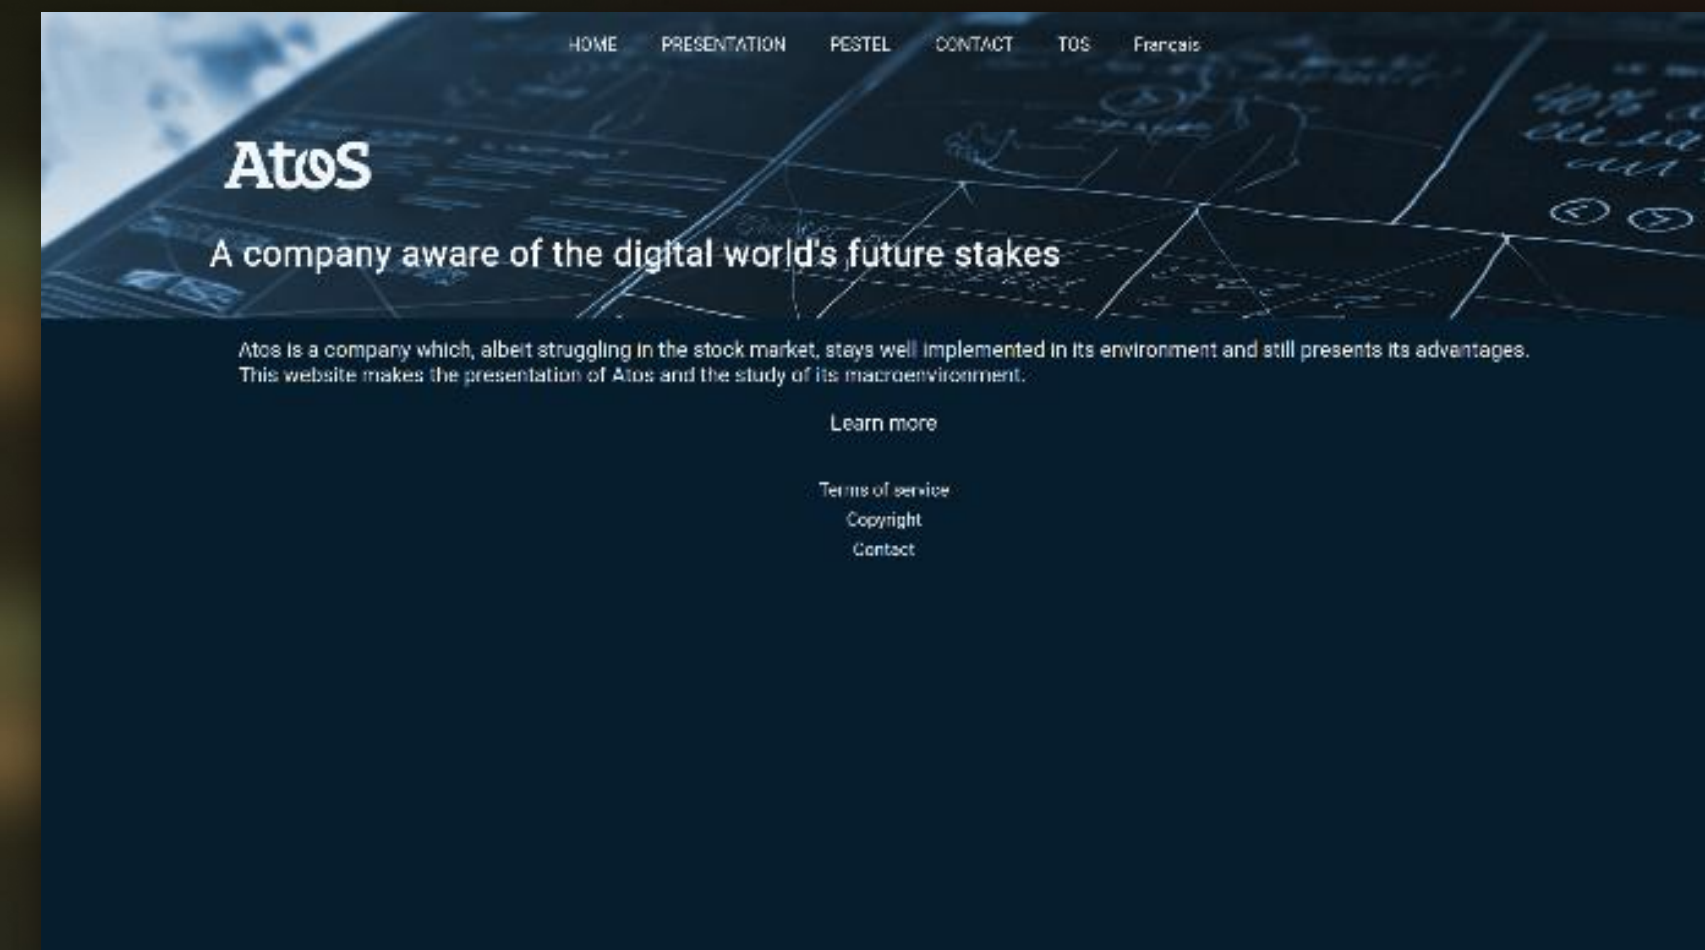 HOME PRESENTATION PESTEL CONTACT TOS Français
Atos
A company aware of the digital world's future stakes
Atos is a company which, albeit struggling in the stock market, stays well implemented in its environment and still presents its advantages.
This website makes the presentation of Atos and the study of its macroenvironment.
Learn more
Terms of service
Copyright
Contact